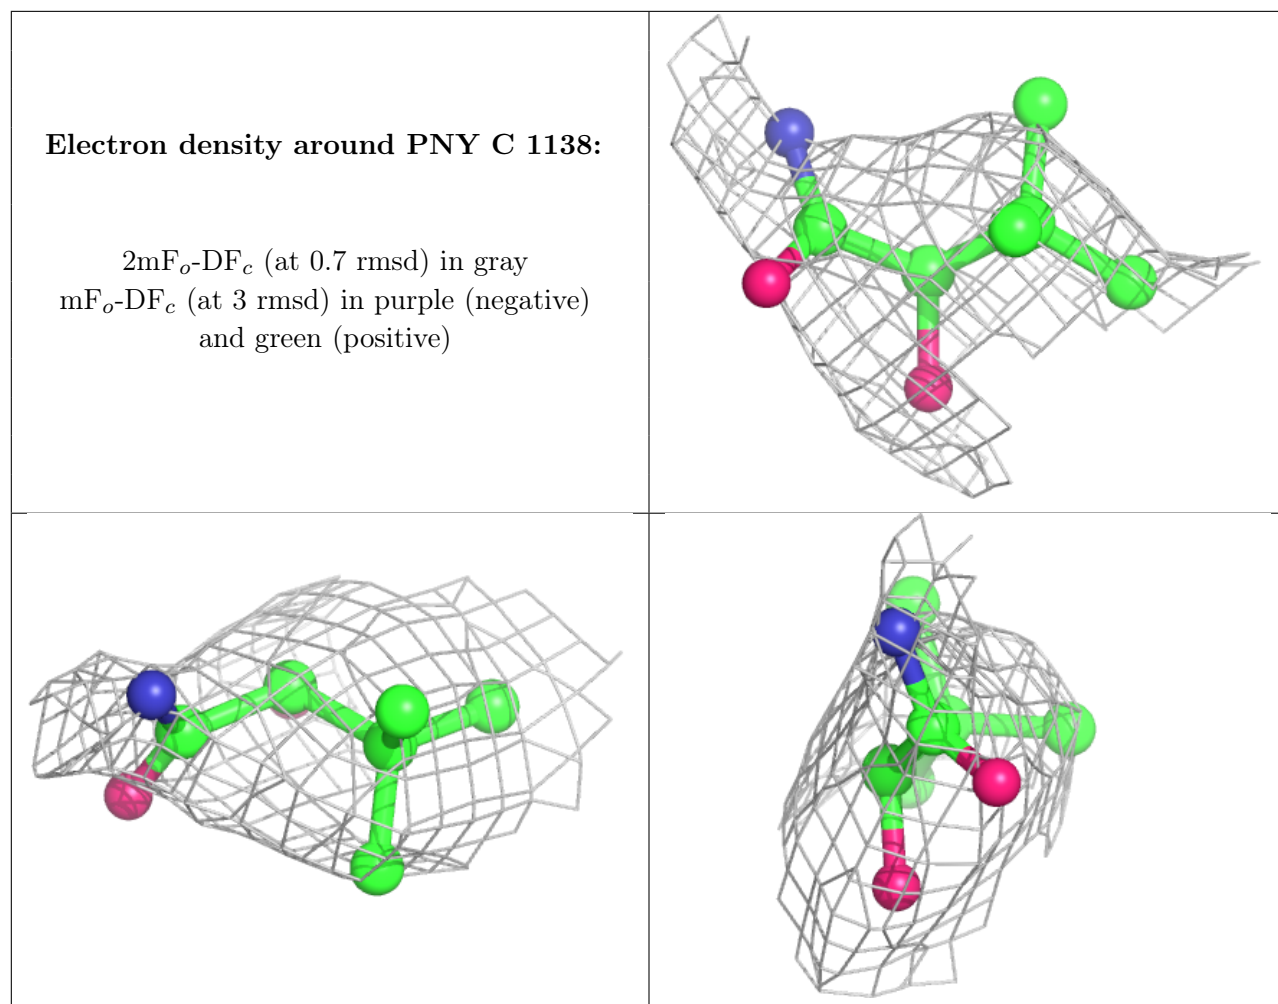 Electron density around PNY C 1138:
2mFo-DFc (at 0.7 rmsd) in gray
mFo-DFc (at 3 rmsd) in purple (negative)
and green (positive)